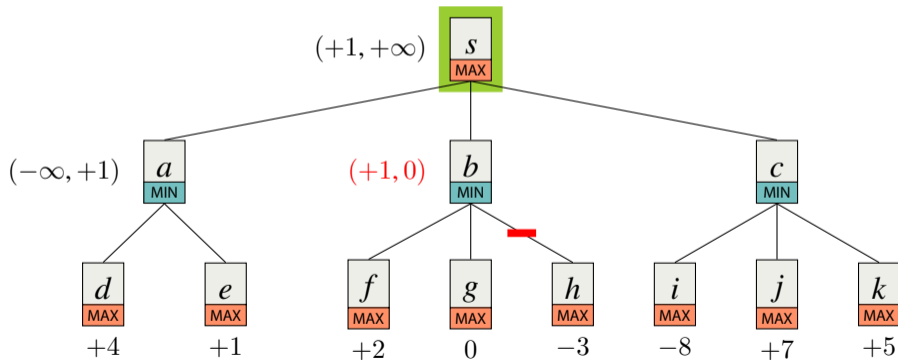 (+1, +∞) s
MAX
(−∞, +1) a (+1, 0) b c
MIN MIN MIN
d e f g h i j k
MAX MAX MAX MAX MAX MAX MAX MAX
+4 +1 +2 0 −3 −8 +7 +5